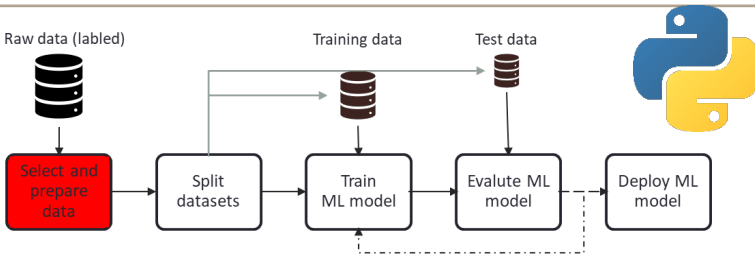 Raw data (labled)
Training data
Test data
Select and
prepare
data
Split
datasets
Train
ML model
Evalute ML
model
Deploy ML
model